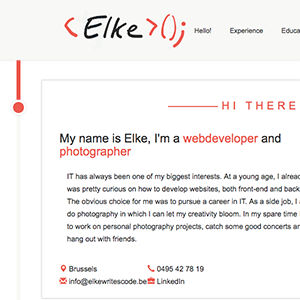 <Elke>();
Hello! Experience Educa
HI THERE
My name is Elke, I'm a webdeveloper and
photographer
IT has always been one of my biggest interests. At a young age, I alread
was pretty curious on how to develop websites, both front-end and back
The obvious choice for me was to pursue a career in IT. As a side job, I a
do photography in which I can let my creativity bloom. In my spare time
to work on personal photography projects, catch some good concerts ar
hang out with friends.
Brussels 0495 42 78 19
info@elkewritescode.be LinkedIn